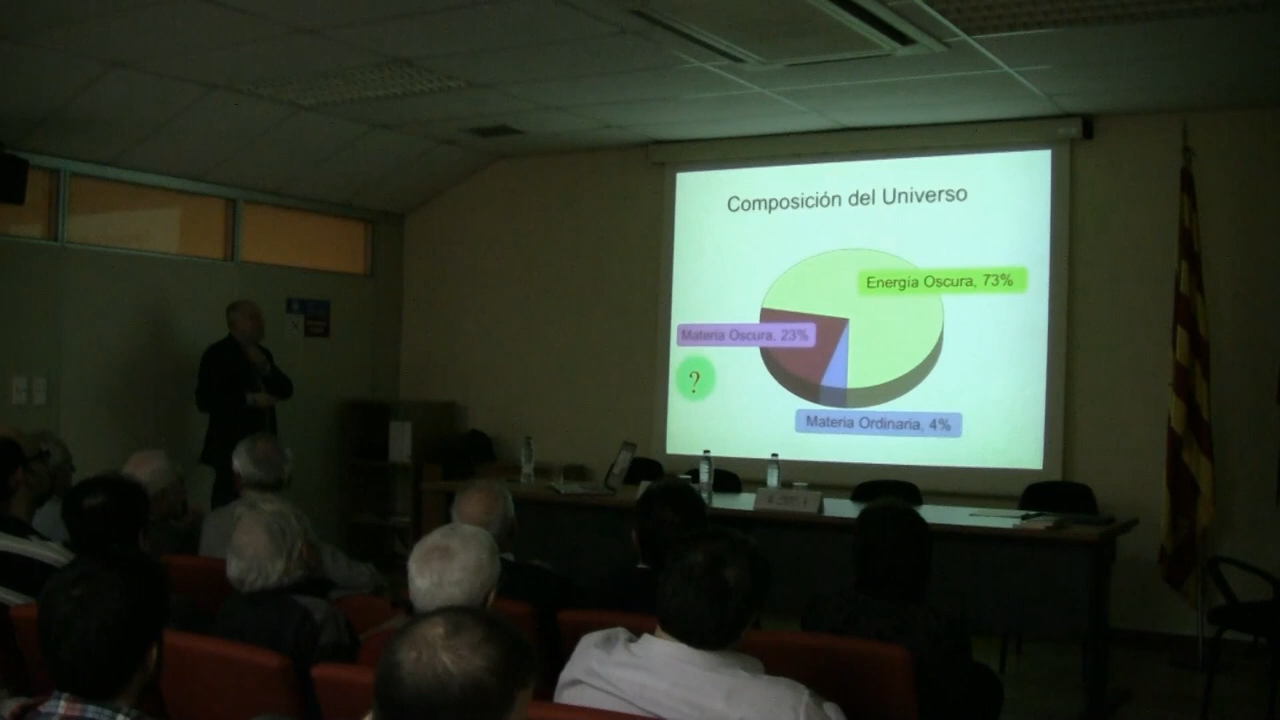 Composición del Universo
Energía Oscura, 73%
Materia Oscura, 23%
?
Materia Ordinaria, 4%